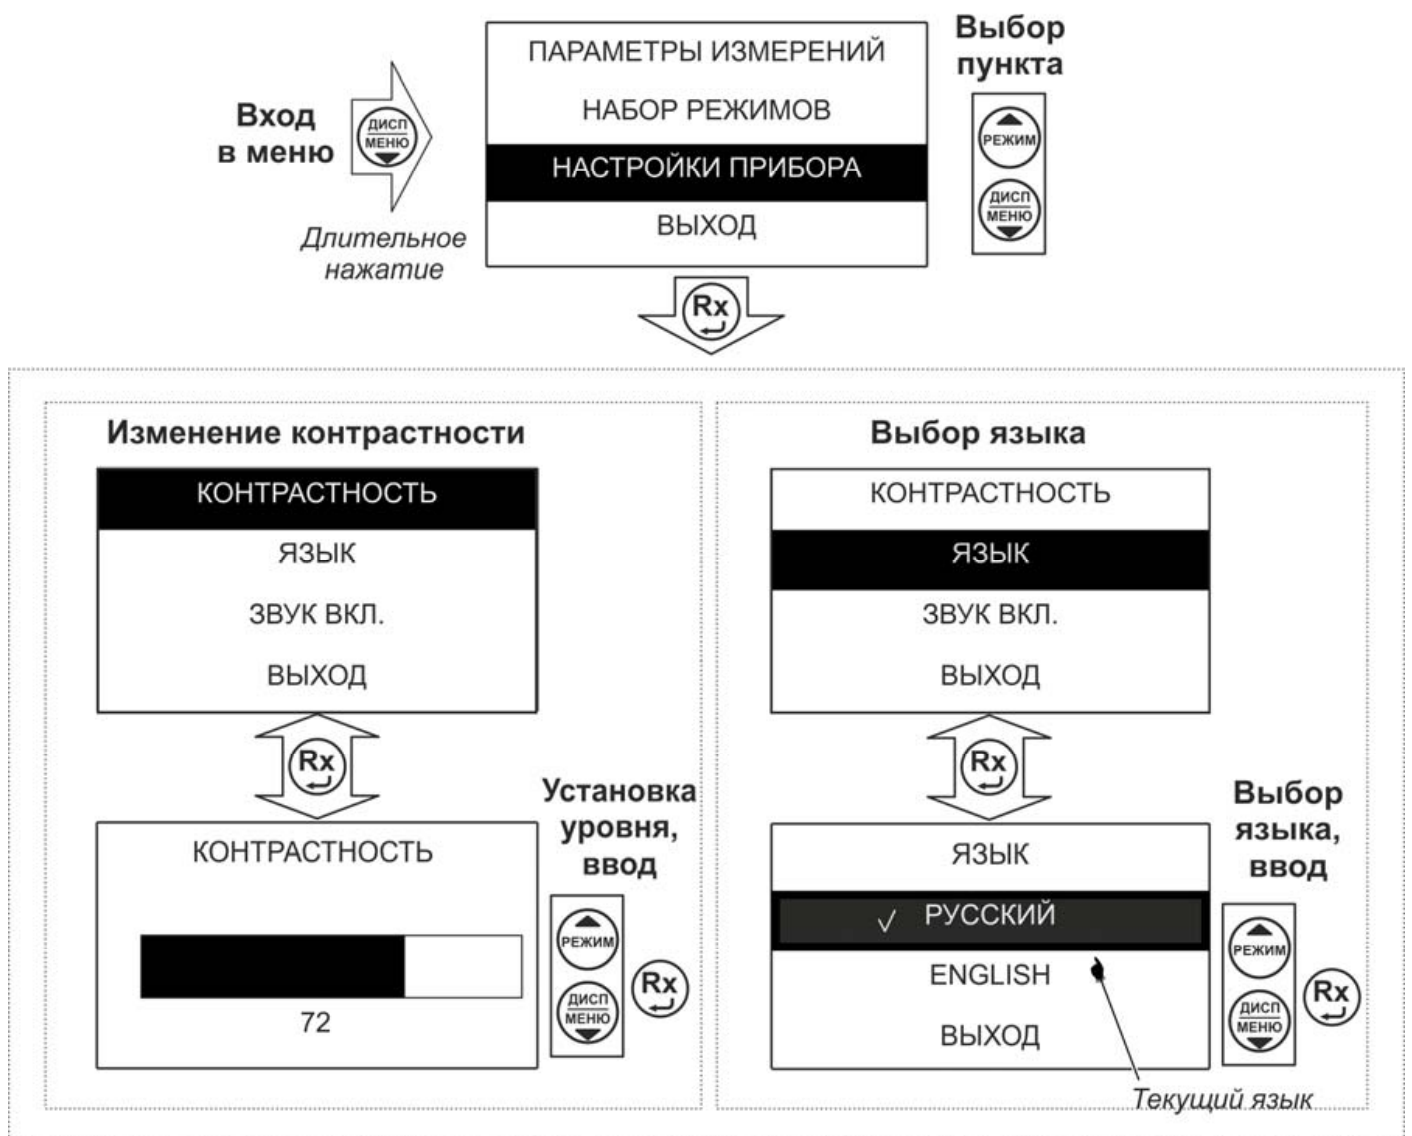 Вход
в меню
ДИСП
МЕНЮ
Длительное
нажатие
ПАРАМЕТРЫ ИЗМЕРЕНИЙ
НАБОР РЕЖИМОВ
НАСТРОЙКИ ПРИБОРА
ВЫХОД
Выбор
пункта
РЕЖИМ
ДИСП
МЕНЮ
Rx
Изменение контрастности
КОНТРАСТНОСТЬ
ЯЗЫК
ЗВУК ВКЛ.
ВЫХОД
Rx
КОНТРАСТНОСТЬ
72
Установка
уровня,
ввод
РЕЖИМ
ДИСП
МЕНЮ
Rx
Выбор языка
КОНТРАСТНОСТЬ
ЯЗЫК
ЗВУК ВКЛ.
ВЫХОД
Rx
ЯЗЫК
✓ РУССКИЙ
ENGLISH
ВЫХОД
Выбор
языка,
ввод
РЕЖИМ
ДИСП
МЕНЮ
Rx
Текущий язык